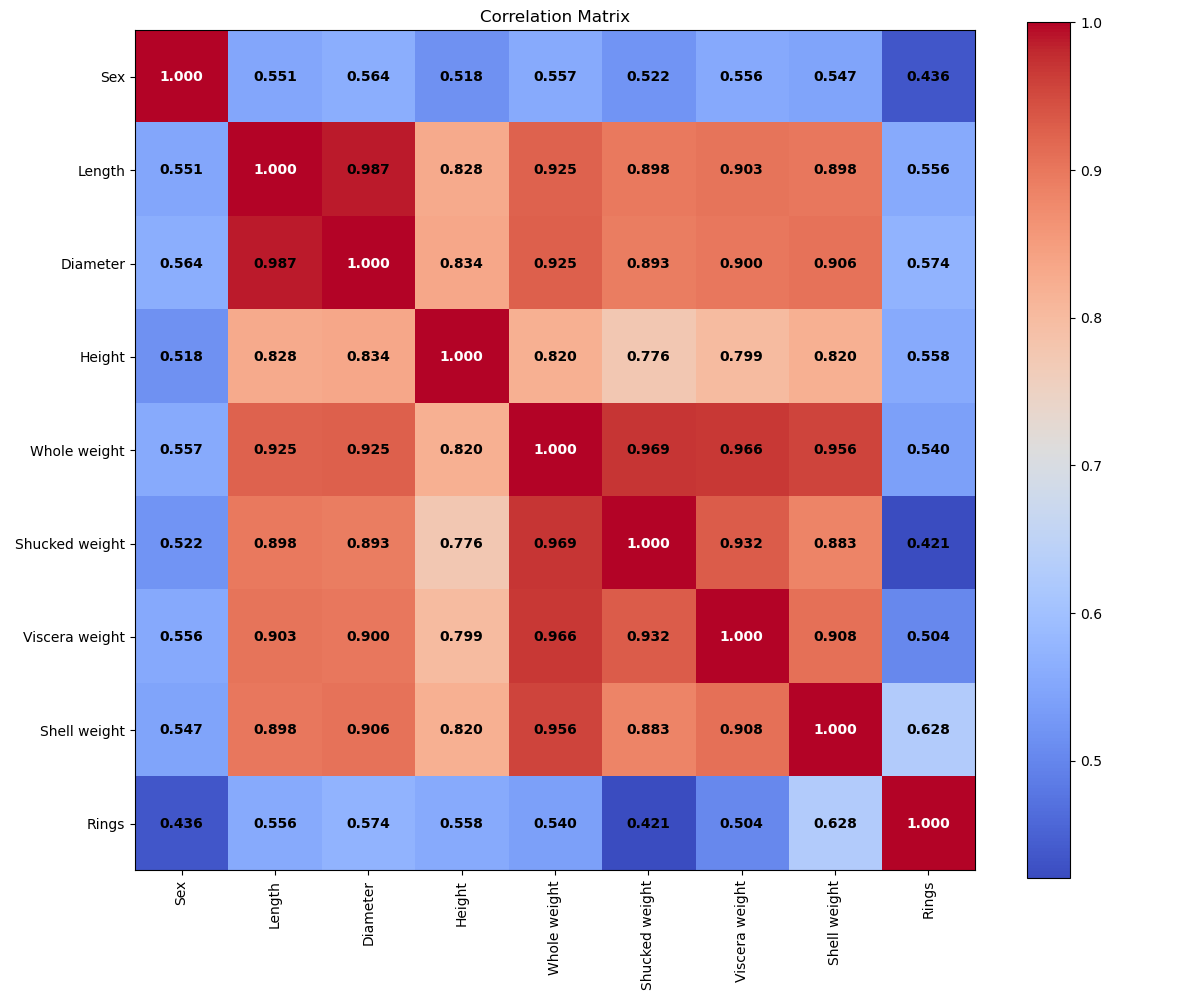 Correlation Matrix
Sex 1.000 0.551 0.564 0.518 0.557 0.522 0.556 0.547 0.436
Length 0.551 1.000 0.987 0.828 0.925 0.898 0.903 0.898 0.556
Diameter 0.564 0.987 1.000 0.834 0.925 0.893 0.900 0.906 0.574
Height 0.518 0.828 0.834 1.000 0.820 0.776 0.799 0.820 0.558
Whole weight 0.557 0.925 0.925 0.820 1.000 0.969 0.966 0.956 0.540
Shucked weight 0.522 0.898 0.893 0.776 0.969 1.000 0.932 0.883 0.421
Viscera weight 0.556 0.903 0.900 0.799 0.966 0.932 1.000 0.908 0.504
Shell weight 0.547 0.898 0.906 0.820 0.956 0.883 0.908 1.000 0.628
Rings 0.436 0.556 0.574 0.558 0.540 0.421 0.504 0.628 1.000
Sex
Length
Diameter
Height
Whole weight
Shucked weight
Viscera weight
Shell weight
Rings
1.0
0.9
0.8
0.7
0.6
0.5